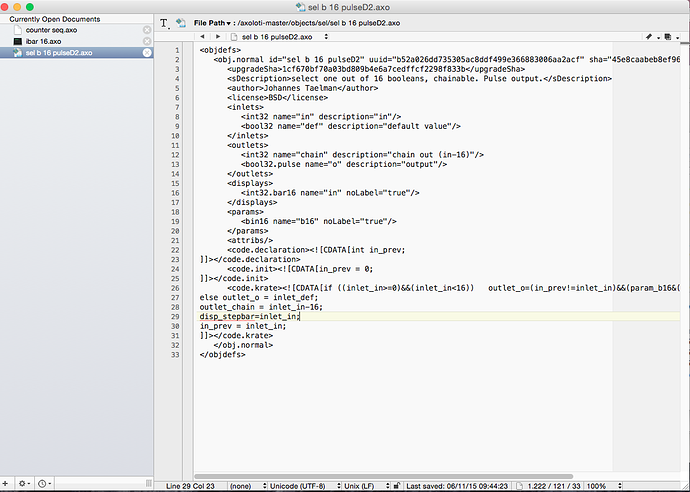 sel b 16 pulseD2.axo
Currently Open Documents
counter seq.axo
ibar 16.axo
sel b 16 pulseD2.axo
File Path ▾ : /axoloti-master/objects/sel/sel b 16 pulseD2.axo
sel b 16 pulseD2.axo
1 <objdefs>
2 <obj.normal id="sel b 16 pulseD2" uuid="b52a026dd735305ac8ddf499e366883006aa2acf" sha="45e8caabeb8ef96
3 <upgradeSha>1cf670bf70a03bd809b4e6a7cedffcf2298f833b</upgradeSha>
4 <sDescription>select one out of 16 booleans, chainable. Pulse output.</sDescription>
5 <author>Johannes Taelman</author>
6 <license>BSD</license>
7 <inlets>
8 <int32 name="in" description="in"/>
9 <bool32 name="def" description="default value"/>
10 </inlets>
11 <outlets>
12 <int32 name="chain" description="chain out (in-16)"/>
13 <bool32.pulse name="o" description="output"/>
14 </outlets>
15 <displays>
16 <int32.bar16 name="in" noLabel="true"/>
17 </displays>
18 <params>
19 <bin16 name="b16" noLabel="true"/>
20 </params>
21 <attribs/>
22 <code.declaration><![CDATA[int in_prev;
23 ]]></code.declaration>
24 <code.init><![CDATA[in_prev = 0;
25 ]]></code.init>
26 <code.krate><![CDATA[if ((inlet_in>=0)&&(inlet_in<16)) outlet_o=(in_prev!=inlet_in)&&(param_b16&(
27 else outlet_o = inlet_def;
28 outlet_chain = inlet_in-16;
29 disp_stepbar=inlet_in;
30 in_prev = inlet_in;
31 ]]></code.krate>
32 </obj.normal>
33 </objdefs>
Line 29 Col 23 (none) Unicode (UTF-8) Unix (LF) Last saved: 06/11/15 09:44:23 1.222 / 121 / 33 100%